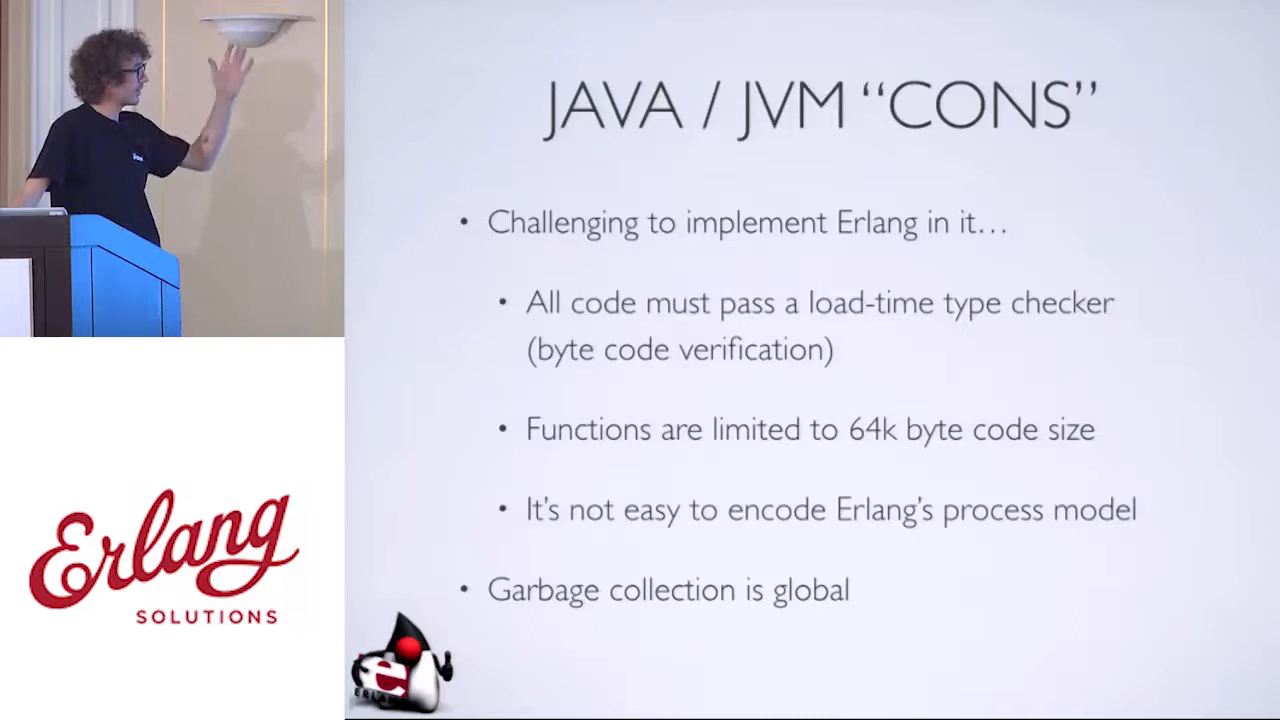 JAVA / JVM “CONS”
• Challenging to implement Erlang in it…
• All code must pass a load-time type checker
(byte code verification)
• Functions are limited to 64k byte code size
• It’s not easy to encode Erlang’s process model
• Garbage collection is global
Erlang
SOLUTIONS
e